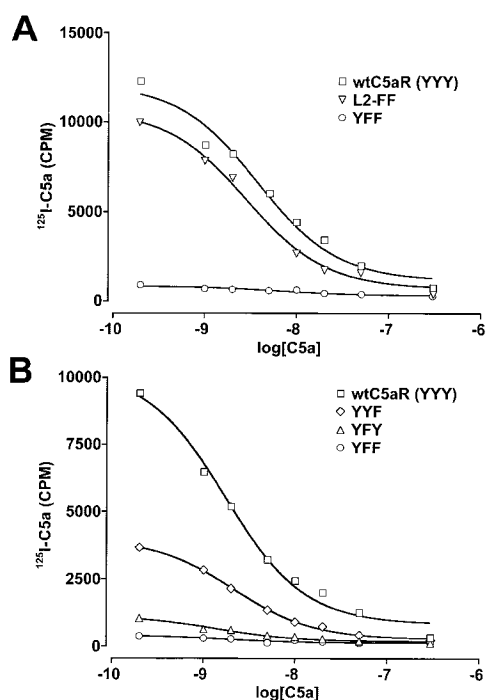 A
15000
10000
5000
0
¹²⁵I-C5a (CPM)
wtC5aR (YYY)
L2-FF
YFF
-10 -9 -8 -7 -6
log[C5a]
B
10000
7500
5000
2500
0
¹²⁵I-C5a (CPM)
wtC5aR (YYY)
YYF
YFY
YFF
-10 -9 -8 -7 -6
log[C5a]